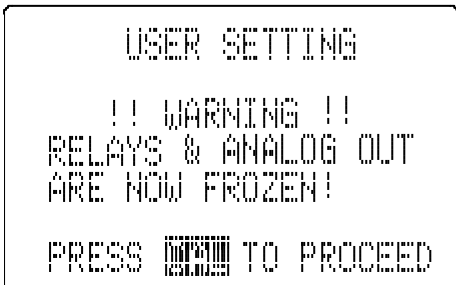 USER SETTING
!! WARNING !!
RELAYS & ANALOG OUT
ARE NOW FROZEN!
PRESS TO PROCEED